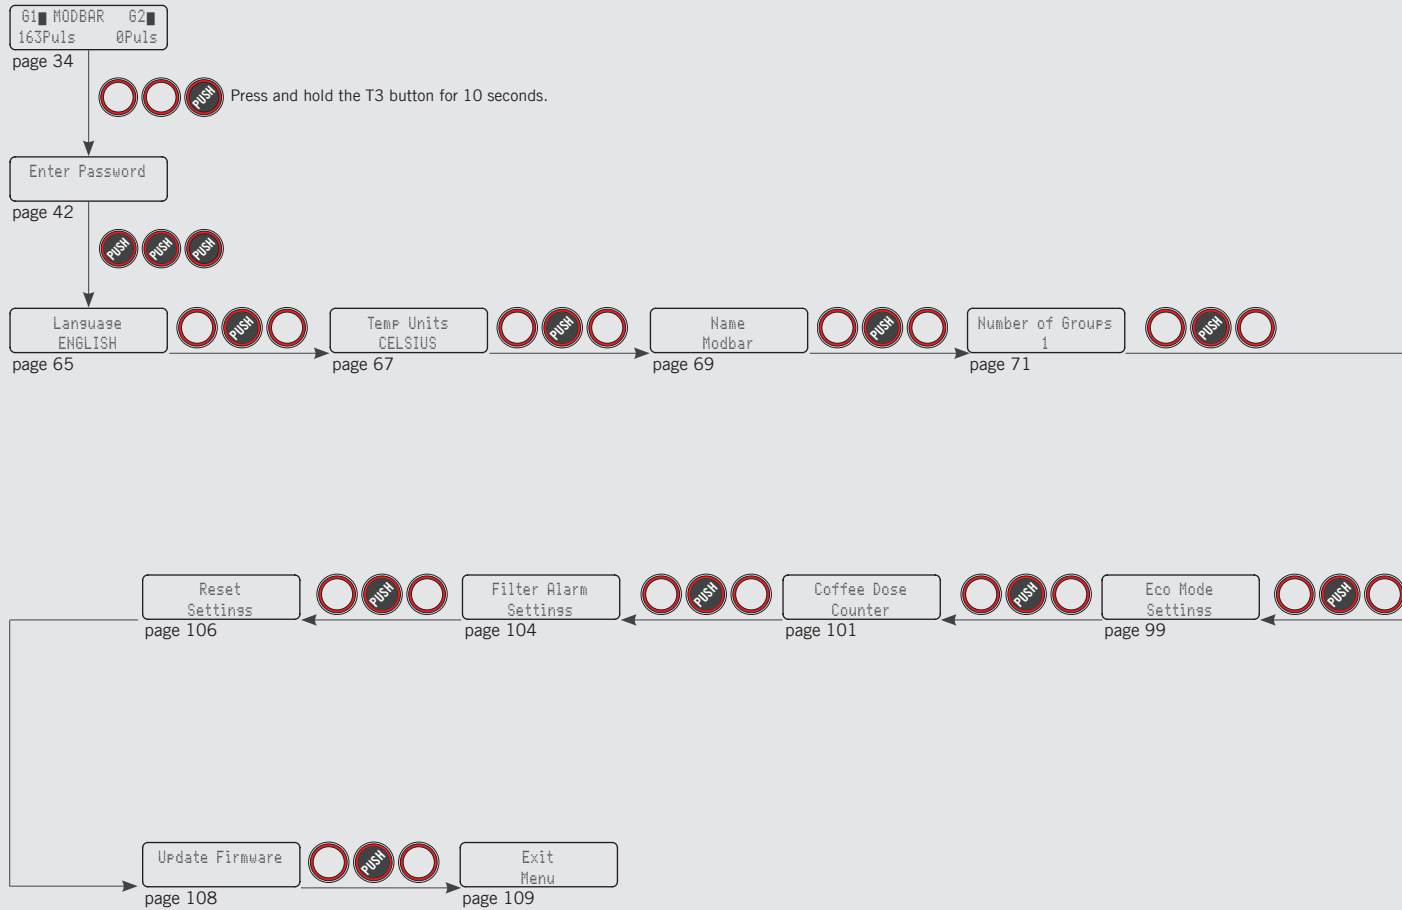 G1 MODBAR G2
163Puls 0Puls
page 34
PUSH Press and hold the T3 button for 10 seconds.
Enter Password
page 42
PUSH PUSH PUSH
Language
ENGLISH
page 65
PUSH
Temp Units
CELSIUS
page 67
PUSH
Name
Modbar
page 69
PUSH
Number of Groups
1
page 71
PUSH
Reset
Settings
page 106
PUSH
Filter Alarm
Settings
page 104
PUSH
Coffee Dose
Counter
page 101
PUSH
Eco Mode
Settings
page 99
PUSH
Update Firmware
page 108
PUSH
Exit
Menu
page 109